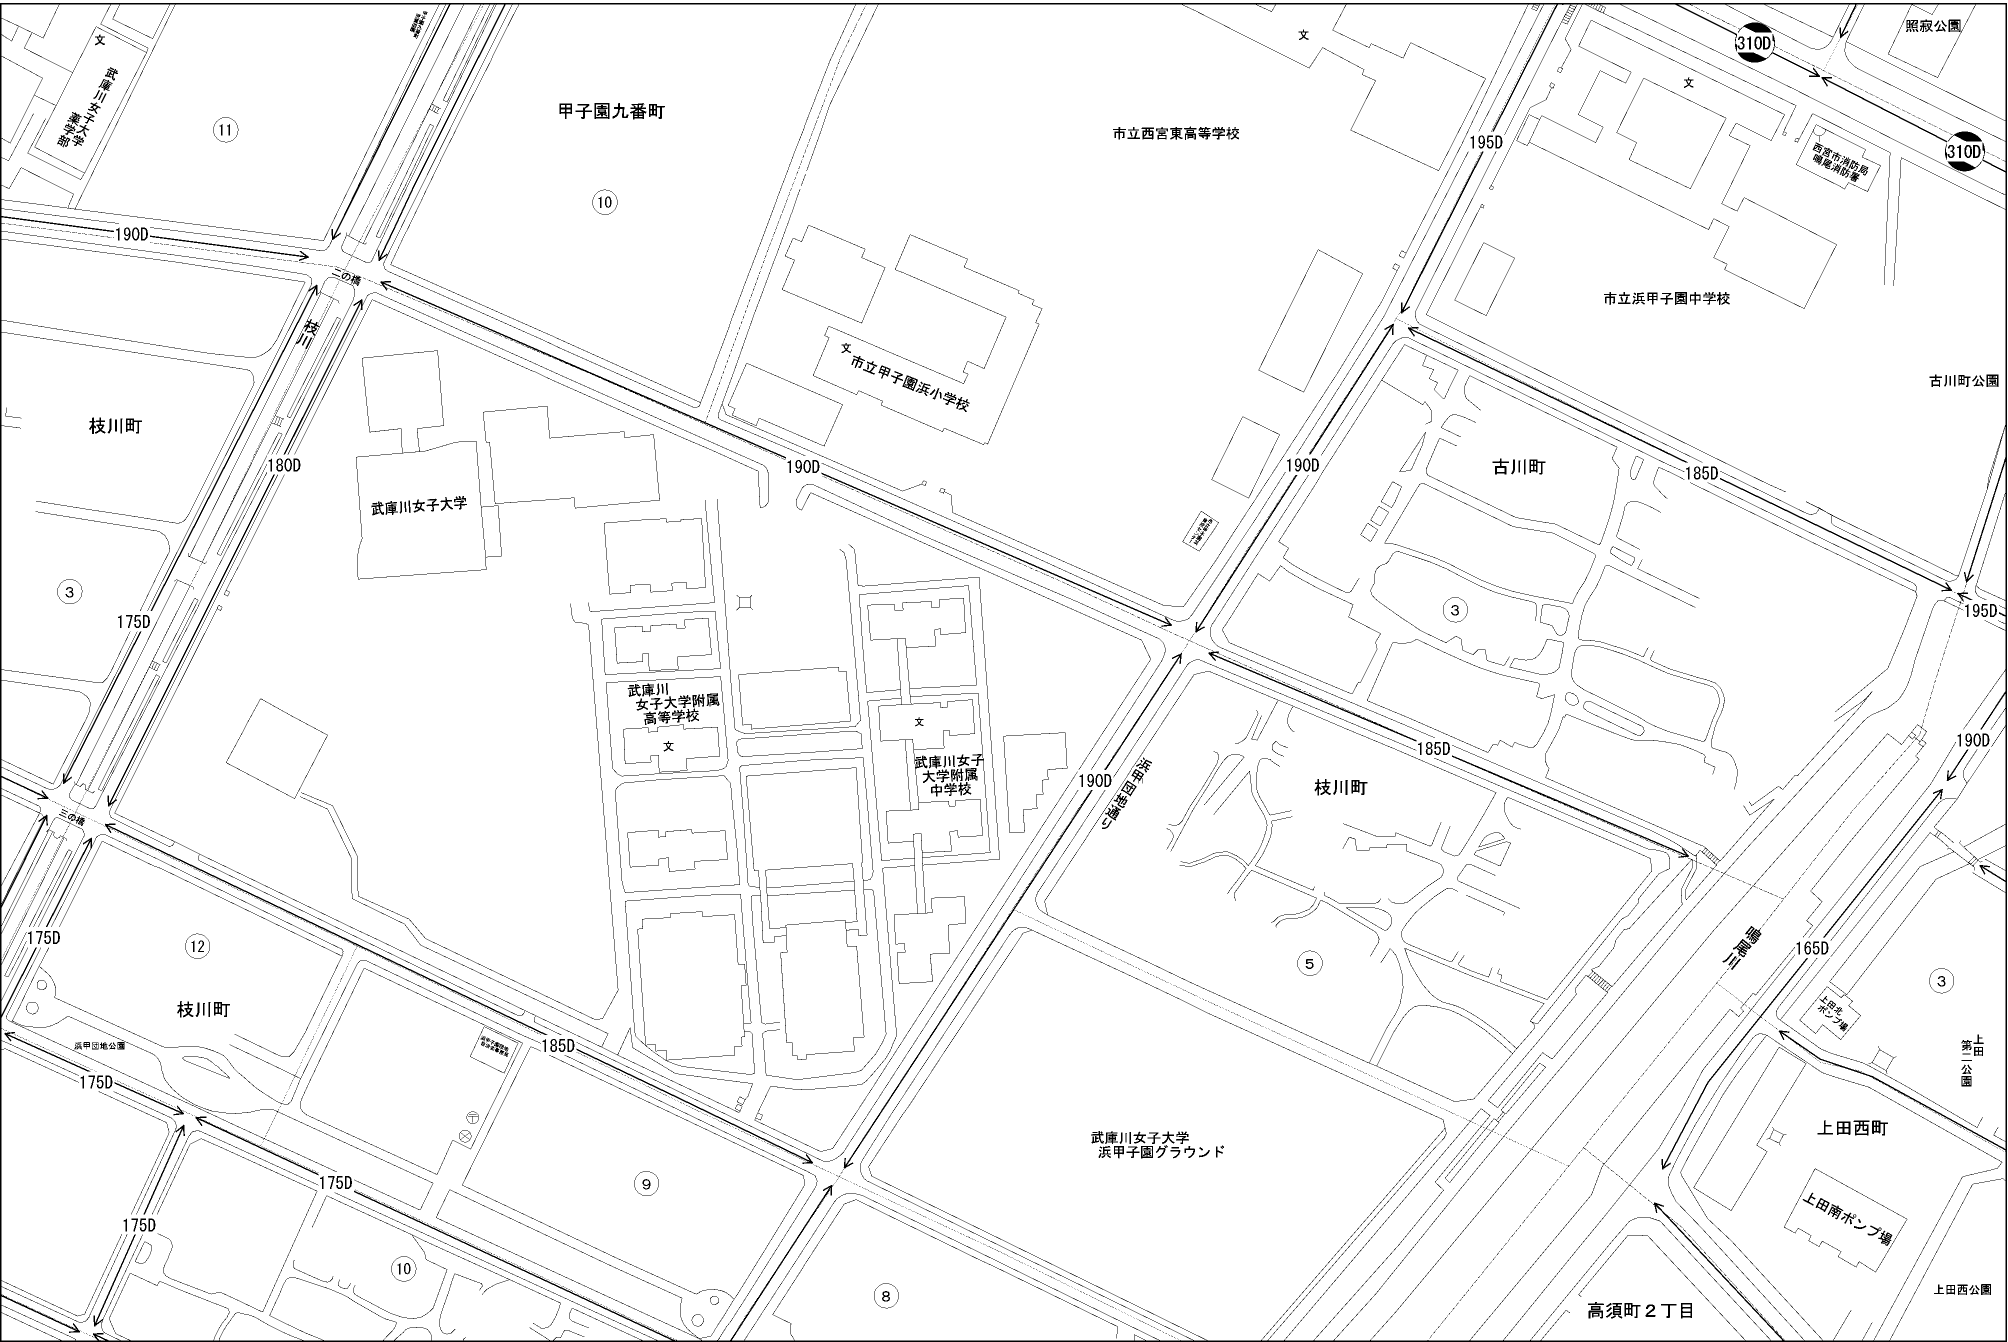 310D
照寂公園
文
武庫川女子大学
薬学部
文
文
11
甲子園九番町
市立西宮東高等学校
195D
西宮市消防局
鳴尾消防署
310D
10
190D
二の橋
市立浜甲子園中学校
枝川
文
市立甲子園浜小学校
古川町公園
枝川町
180D
190D
190D
古川町
185D
武庫川女子大学
3
175D
3
195D
武庫川
女子大学附属
高等学校
文
文
武庫川女子
大学附属
中学校
185D
190D
190D
浜甲団地通り
枝川町
三の橋
175D
12
5
鳴尾川
165D
3
枝川町
上田北
ポンプ場
浜甲団地公園
185D
上田
第二公園
175D
上田西町
武庫川女子大学
浜甲子園グラウンド
175D
9
175D
上田南ポンプ場
10
8
高須町2丁目
上田西公園